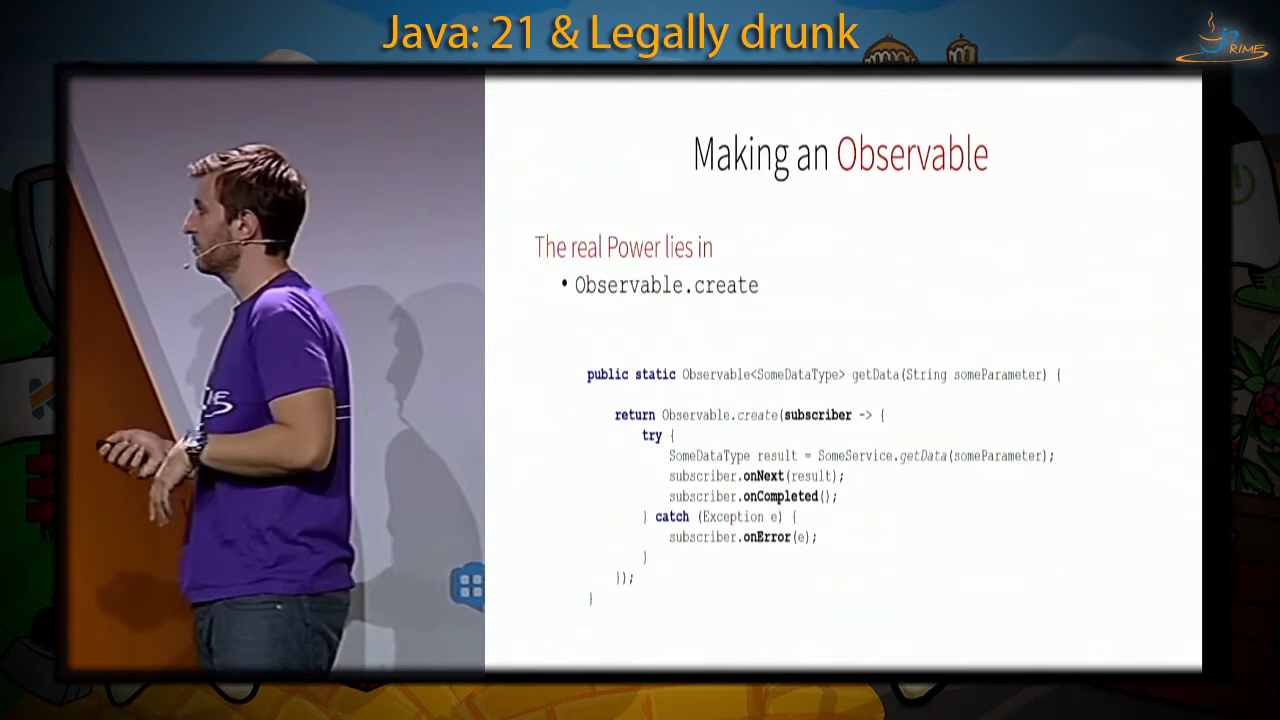 Java: 21 & Legally drunk
JPRIME
Making an Observable
The real Power lies in
• Observable.create
public static Observable<SomeDataType> getData(String someParameter) {
return Observable.create(subscriber -> {
try {
SomeDataType result = SomeService.getData(someParameter);
subscriber.onNext(result);
subscriber.onCompleted();
} catch (Exception e) {
subscriber.onError(e);
}
});
}